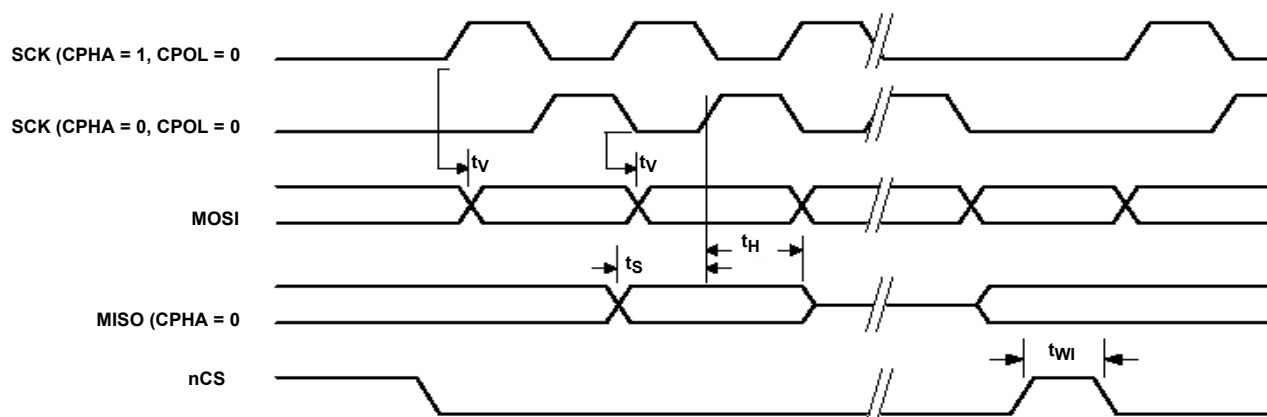 SCK (CPHA = 1, CPOL = 0
SCK (CPHA = 0, CPOL = 0
tV
tV
MOSI
tH
tS
MISO (CPHA = 0
tWI
nCS